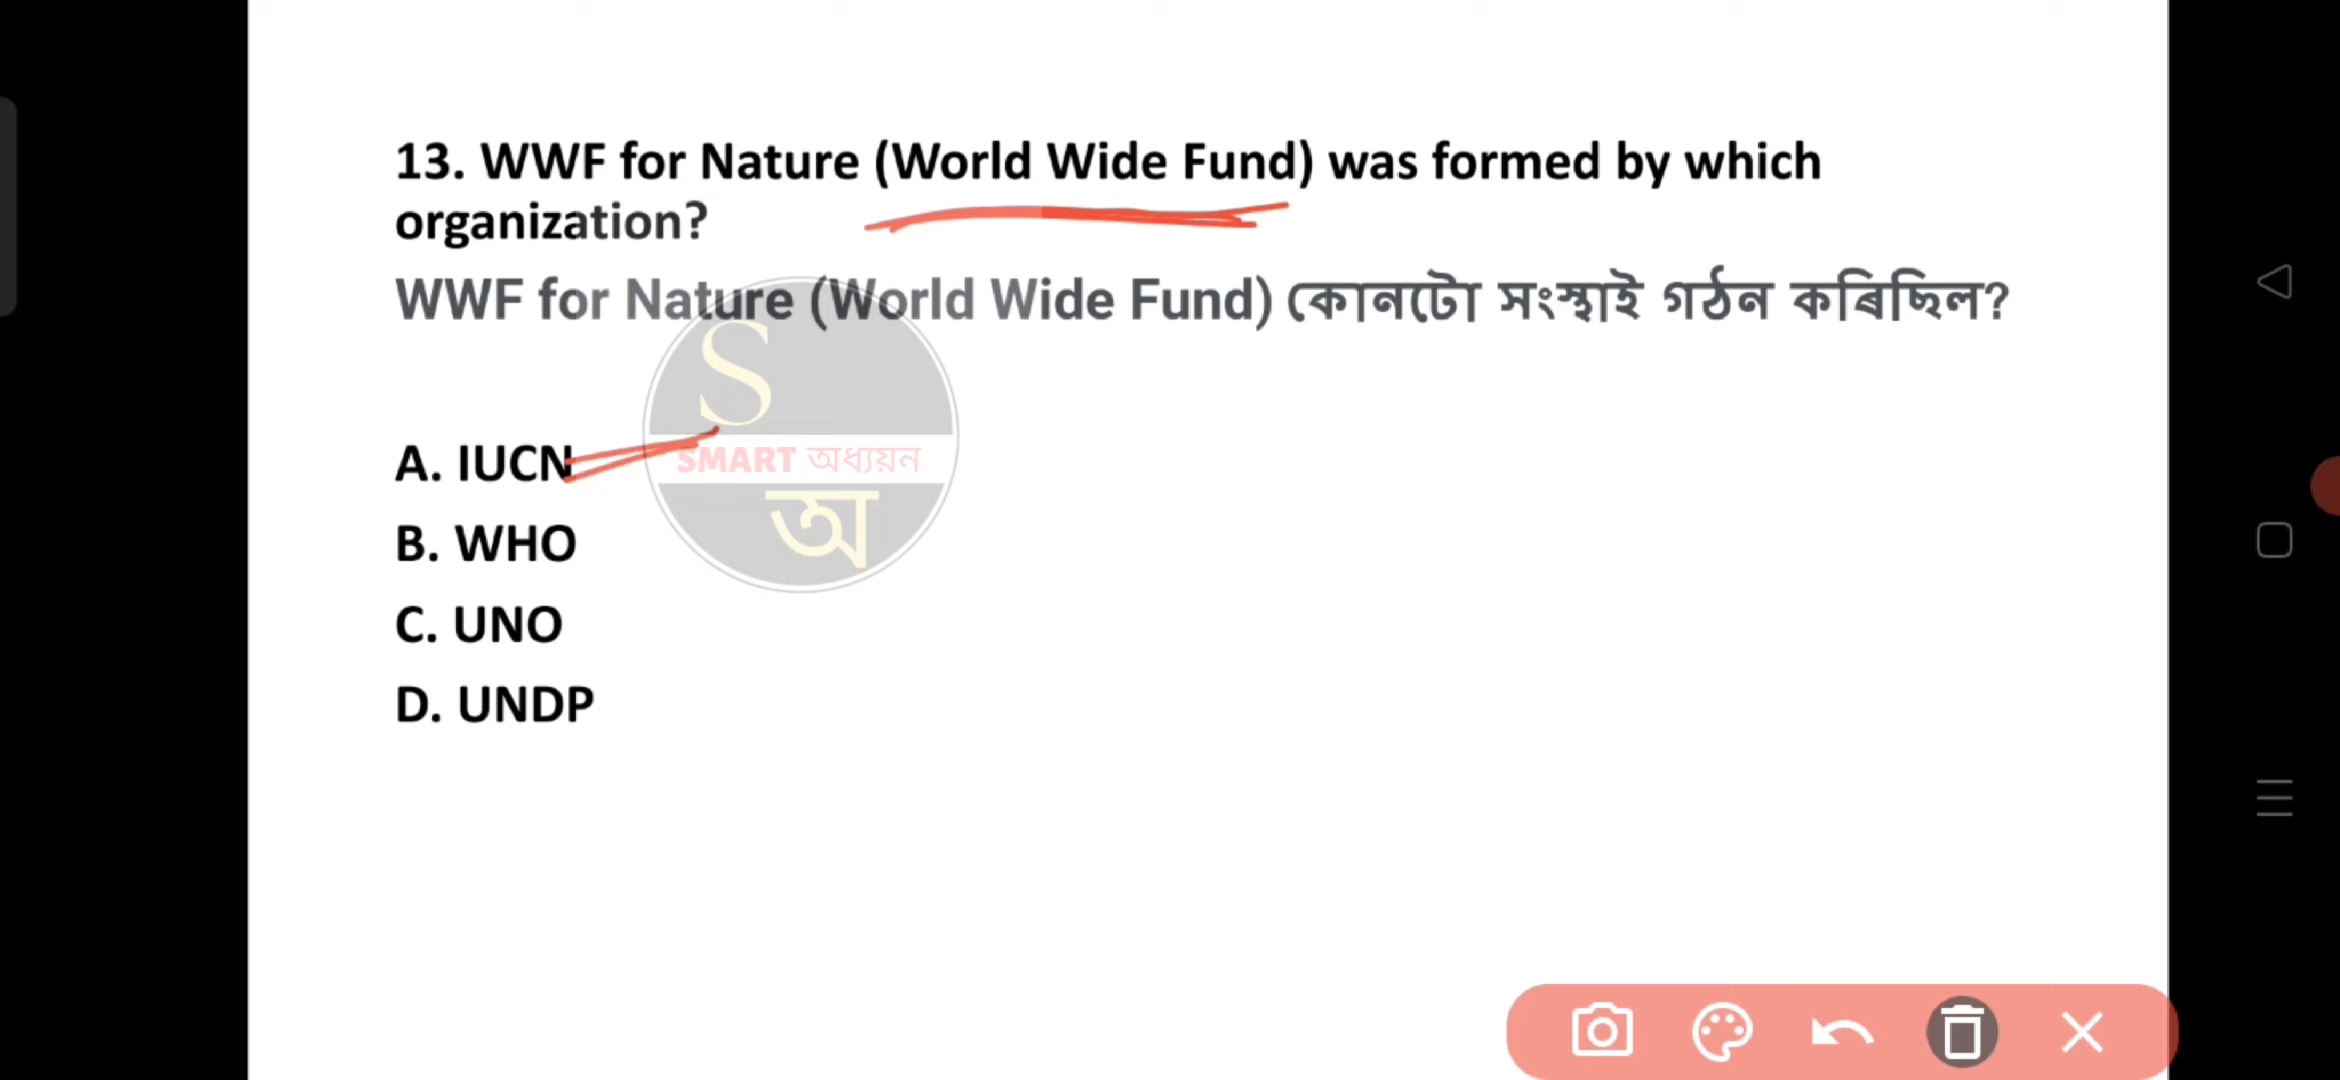 13. WWF for Nature (World Wide Fund) was formed by which
organization?
WWF for Nature (World Wide Fund) কোনটো সংস্থাই গঠন কৰিছিল?
S
SMART অধ্যয়ন
অ
A. IUCN
B. WHO
C. UNO
D. UNDP